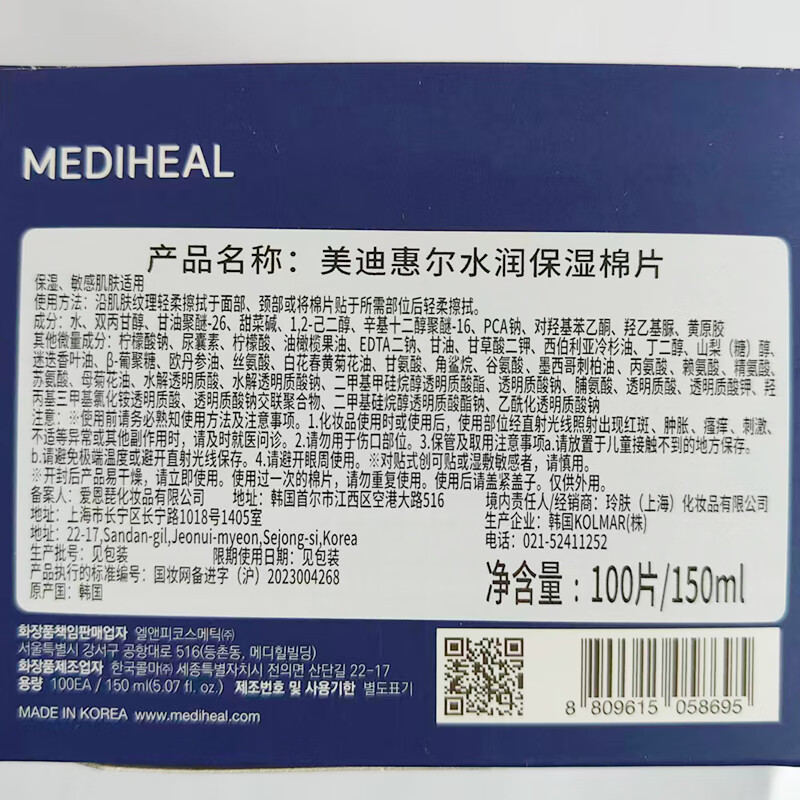 MEDIHEAL
产品名称：美迪惠尔水润保湿棉片
保湿、敏感肌肤适用
使用方法：沿肌肤纹理轻柔擦拭于面部、颈部或将棉片贴于所需部位后轻柔擦拭。
成分：水、双丙甘醇、甘油聚醚-26、甜菜碱、1,2-己二醇、辛基十二醇聚醚-16、PCA钠、对羟基苯乙酮、羟乙基脲、黄原胶
其他微量成分：柠檬酸钠、尿囊素、柠檬酸、油橄榄果油、EDTA二钠、甘油、甘草酸二钾、西伯利亚冷杉油、丁二醇、山梨（糖）醇、
迷迭香叶油、β-葡聚糖、欧丹参油、丝氨酸、白花春黄菊花油、甘氨酸、角鲨烷、谷氨酸、墨西哥刺柏油、丙氨酸、赖氨酸、精氨酸、
苏氨酸、母菊花油、水解透明质酸、水解透明质酸钠、二甲基甲硅烷醇透明质酸酯、透明质酸钠、脯氨酸、透明质酸、透明质酸钾、羟
丙基三甲基氯化铵透明质酸、透明质酸钠交联聚合物、二甲基硅烷醇透明质酸酯钠、乙酰化透明质酸钠
注意：※使用前请务必熟知使用方法及注意事项。1.化妆品使用时或使用后，使用部位经直射光线照射出现红斑、肿胀、瘙痒、刺激、
不适等异常或其他副作用时，请及时就医问诊。2.请勿用于伤口部位。3.保管及取用注意事项a.请放置于儿童接触不到的地方保存。
b.请避免极端温度或避开直射光线保存。4.请避开眼周使用。※对贴式创可贴或湿敷敏感者，请慎用。
※开封后产品易干燥，请勿立即使用。使用过一次的棉片，请勿重复使用。使用后请盖紧盖子。仅供外用。
备案人：爱恩琵化妆品有限公司 地址：韩国首尔市江西区空港大路516 境内责任人/经销商：玲肤（上海）化妆品有限公司
地址：上海市长宁区长宁路1018号1405室 生产企业：韩国KOLMAR(株)
地址：22-17,Sandan-gil,Jeonui-myeon,Sejong-si,Korea 电话：021-52411252
生产批号：见包装 限期使用日期：见包装
产品执行的标准编号：国妆网备进字（沪）2023004268
原产国：韩国
净含量：100片/150ml
화장품책임판매업자 엘앤피코스메틱㈜
서울특별시 강서구 공항대로 516(등촌동, 메디힐빌딩)
화장품제조업자 한국콜마㈜ 세종특별자치시 전의면 산단길 22-17
용량 100EA / 150 ml(5.07 fl. oz.) 제조번호 및 사용기한 별도표기
MADE IN KOREA www.mediheal.com
8 809615 058695